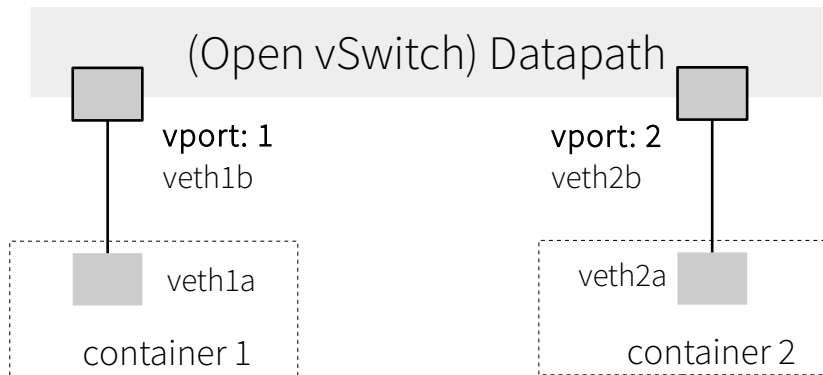 (Open vSwitch) Datapath
vport: 1
veth1b
vport: 2
veth2b
veth1a
container 1
veth2a
container 2